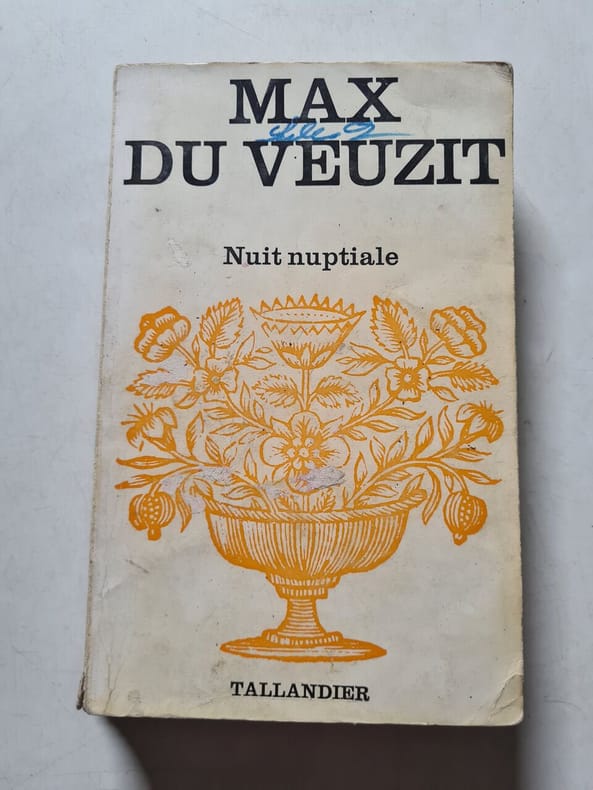 MAX
DU VEUZIT
Nuit nuptiale
TALLANDIER